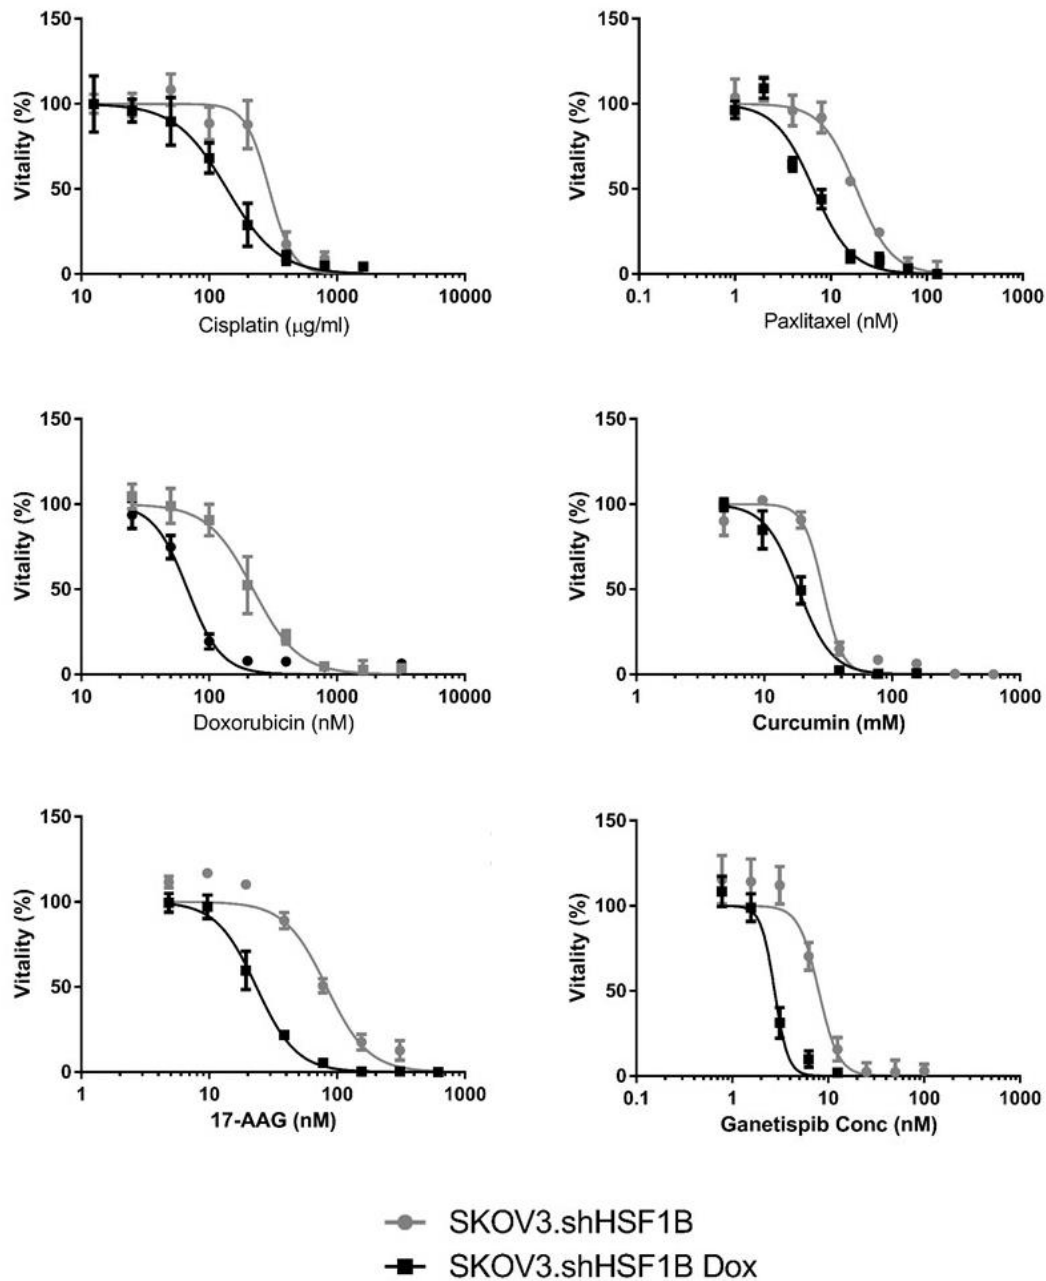 150
100
50
0
Vitality (%)
10 100 1000 10000
Cisplatin (µg/ml)
150
100
50
0
Vitality (%)
0.1 1 10 100 1000
Paxlitaxel (nM)
150
100
50
0
Vitality (%)
10 100 1000 10000
Doxorubicin (nM)
150
100
50
0
Vitality (%)
1 10 100 1000
Curcumin (mM)
150
100
50
0
Vitality (%)
1 10 100 1000
17-AAG (nM)
150
100
50
0
Vitality (%)
0.1 1 10 100 1000
Ganetispib Conc (nM)
SKOV3.shHSF1B
SKOV3.shHSF1B Dox